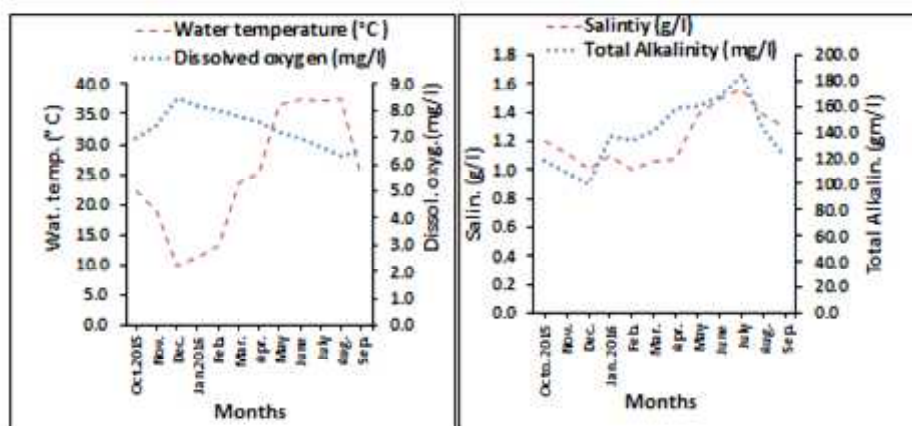 Water temperature (°C)
Dissolved oxygen (mg/l)
40.0
35.0
30.0
25.0
20.0
15.0
10.0
5.0
0.0
Wat. temp. (° C)
9.0
8.0
7.0
6.0
5.0
4.0
3.0
2.0
1.0
0.0
Dissol. oxyg.(mg/l)
Oct.2015
Nov.
Dec.
Jan.2016
Feb.
Mar.
Apr.
May
June
July
Aug.
Sep.
Months
Salintiy (g/l)
Total Alkalinity (mg/l)
1.8
1.6
1.4
1.2
1.0
0.8
0.6
0.4
0.2
0.0
Salin. (g/l)
200.0
180.0
160.0
140.0
120.0
100.0
80.0
60.0
40.0
20.0
0.0
Total Alkalin. (gm/l)
Octo.2015
Nov.
Dec.
Jan.2016
Feb.
Mar.
Apr.
May
June
July
Aug.
Sep.
Months